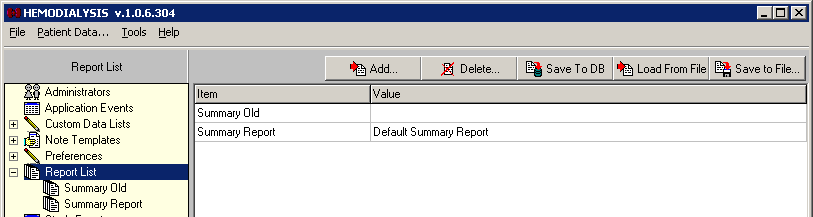 HEMODIALYSIS v.1.0.6.304
File Patient Data... Tools Help
Report List
Add... Delete... Save To DB Load From File Save to File...
Item Value
Administrators
Application Events
Custom Data Lists
Note Templates
Preferences
Report List
Summary Old
Summary Report
Summary Old
Summary Report Default Summary Report